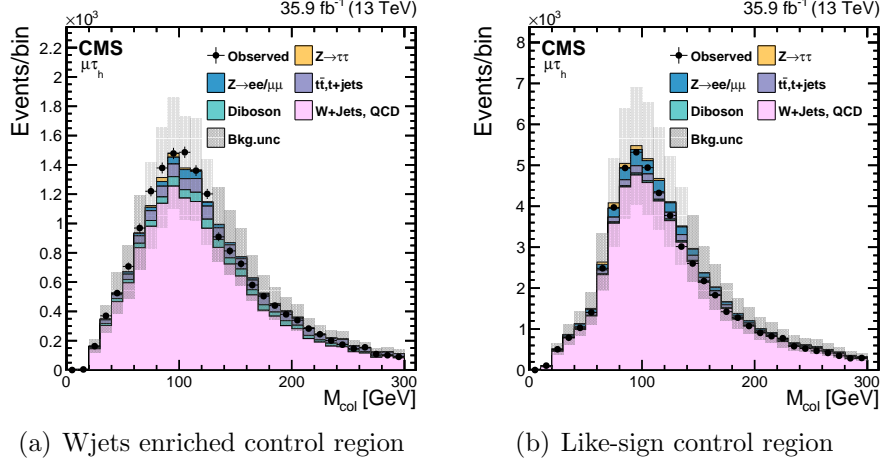 ×10³ 35.9 fb⁻¹ (13 TeV)
CMS
μτₕ
Observed Z→ττ
Z→ee/μμ tt̄,t+jets
Diboson W+Jets, QCD
Bkg.unc
Events/bin
2.2
2
1.8
1.6
1.4
1.2
1
0.8
0.6
0.4
0.2
0
0 100 200 300
M_col [GeV]
(a) Wjets enriched control region
×10³ 35.9 fb⁻¹ (13 TeV)
CMS
μτₕ
Observed Z→ττ
Z→ee/μμ tt̄,t+jets
Diboson W+Jets, QCD
Bkg.unc
Events/bin
8
7
6
5
4
3
2
1
0
0 100 200 300
M_col [GeV]
(b) Like-sign control region